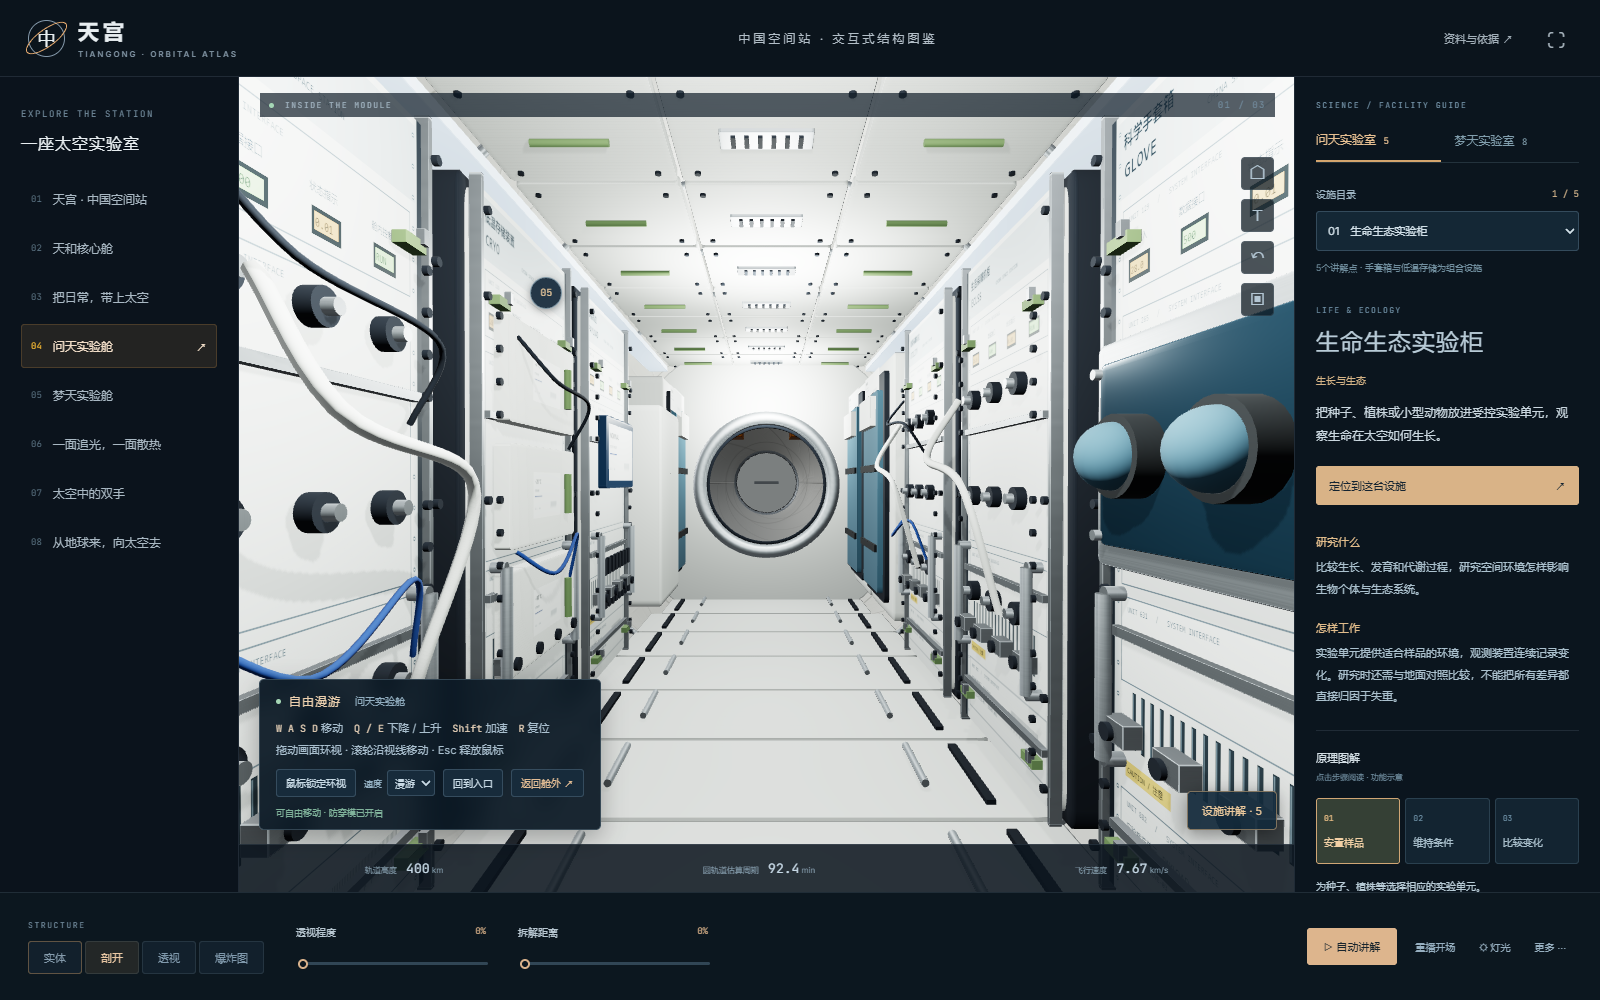 中
天宫
TIANGONG · ORBITAL ATLAS
中国空间站 · 交互式结构图鉴
资料与依据 ↗
EXPLORE THE STATION
一座太空实验室
01 天宫 · 中国空间站
02 天和核心舱
03 把日常，带上太空
04 问天实验舱 ↗
05 梦天实验舱
06 一面追光，一面散热
07 太空中的双手
08 从地球来，向太空去
INSIDE THE MODULE
01 / 03
科学手套箱
GLOVE
CRYO
05
T
SYSTEM INTERFACE
自由漫游 问天实验舱
W A S D 移动 Q / E 下降 / 上升 Shift 加速 R 复位
拖动画面环视 · 滚轮沿视线移动 · Esc 释放鼠标
鼠标锁定环视 速度 漫游 回到入口 返回舱外 ↗
可自由移动 · 防穿模已开启
设施讲解 · 5
轨道高度 400 km
圆轨道估算周期 92.4 min
飞行速度 7.67 km/s
SCIENCE / FACILITY GUIDE
问天实验室 5 梦天实验室 8
设施目录 1 / 5
01 生命生态实验柜
5个讲解点 · 手套箱与低温存储为组合设施
LIFE & ECOLOGY
生命生态实验柜
生长与生态
把种子、植株或小型动物放进受控实验单元，观
察生命在太空如何生长。
定位到这台设施 ↗
研究什么
比较生长、发育和代谢过程，研究空间环境怎样影响
生物个体与生态系统。
怎样工作
实验单元提供适合样品的环境，观测装置连续记录变
化。研究时还需与地面对照比较，不能把所有差异都
直接归因于失重。
原理图解
点击步骤阅读 · 功能示意
01 安置样品
02 维持条件
03 比较变化
为种子、植株等选择相应的实验单元。
STRUCTURE
实体 剖开 透视 爆炸图
透视程度 0%
拆解距离 0%
▷ 自动讲解 重播开场 灯光 更多 ···